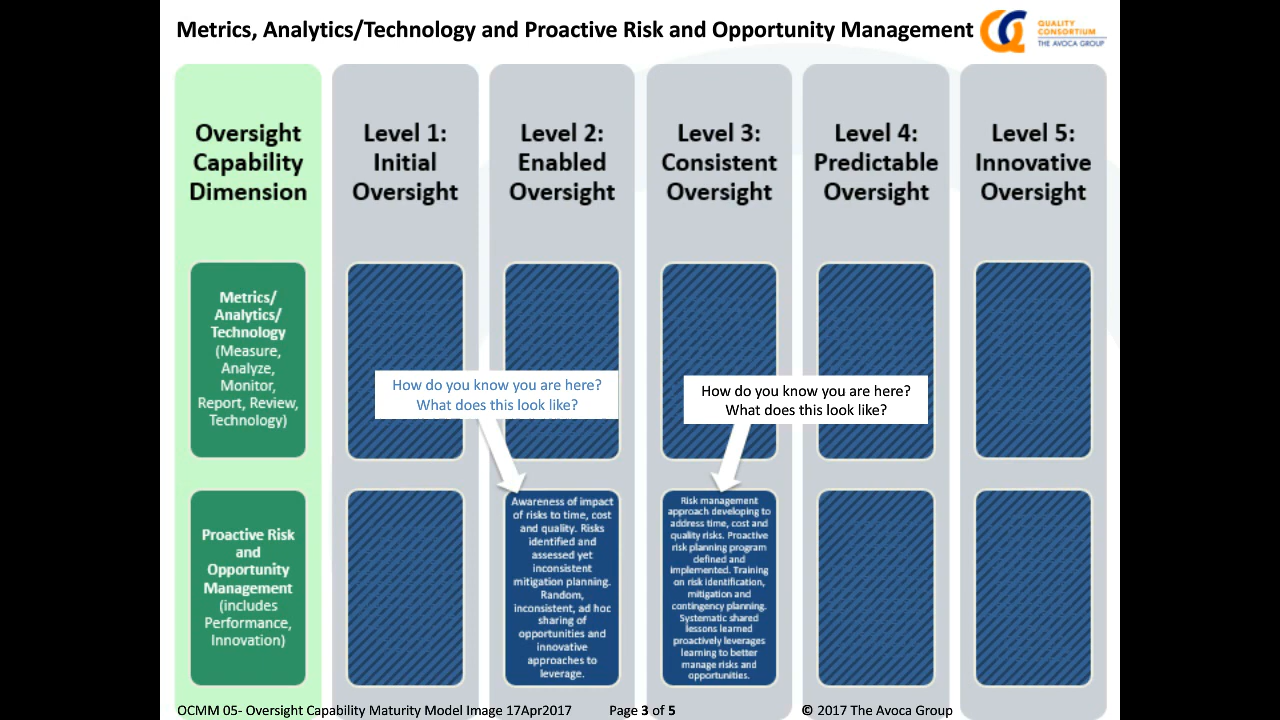 Metrics, Analytics/Technology and Proactive Risk and Opportunity Management
QUALITY
CONSORTIUM
THE AVOCA GROUP
Oversight
Capability
Dimension
Level 1:
Initial
Oversight
Level 2:
Enabled
Oversight
Level 3:
Consistent
Oversight
Level 4:
Predictable
Oversight
Level 5:
Innovative
Oversight
Metrics/
Analytics/
Technology
(Measure,
Analyze,
Monitor,
Report, Review,
Technology)
How do you know you are here?
What does this look like?
How do you know you are here?
What does this look like?
Proactive Risk
and
Opportunity
Management
(includes
Performance,
Innovation)
Awareness of impact
of risks to time, cost
and quality. Risks
identified and
assessed yet
inconsistent
mitigation planning.
Random,
inconsistent, ad hoc
sharing of
opportunities and
innovative
approaches to
leverage.
Risk management
approach developing to
address time, cost and
quality risks. Proactive
risk planning program
defined and
implemented. Training
on risk identification,
mitigation and
contingency planning.
Systematic shared
lessons learned
proactively leverages
learning to better
manage risks and
opportunities.
OCMM 05- Oversight Capability Maturity Model Image 17Apr2017
Page 3 of 5
© 2017 The Avoca Group